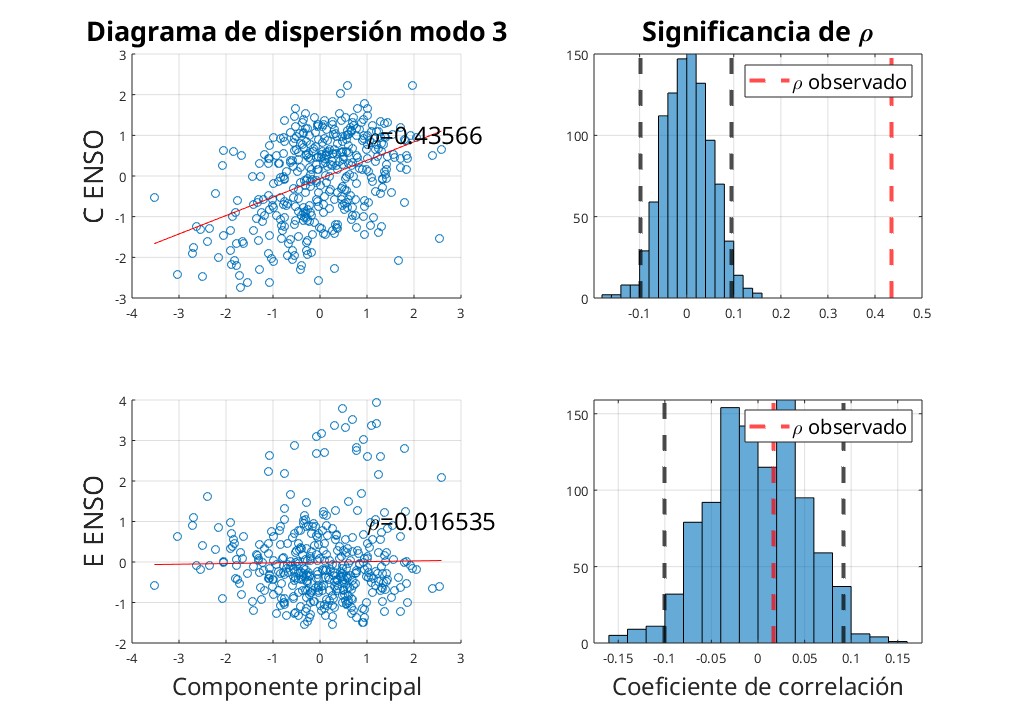 Diagrama de dispersión modo 3
3
2
1
0
-1
-2
-3
C ENSO
ρ=0.43566
-4 -3 -2 -1 0 1 2 3
Significancia de ρ
150
100
50
0
ρ observado
-0.1 0 0.1 0.2 0.3 0.4 0.5
4
3
2
1
0
-1
-2
E ENSO
ρ=0.016535
-4 -3 -2 -1 0 1 2 3
Componente principal
150
100
50
0
ρ observado
-0.15 -0.1 -0.05 0 0.05 0.1 0.15
Coeficiente de correlación